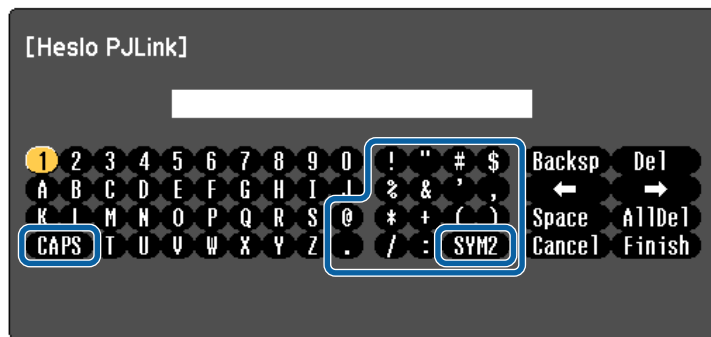 [Heslo PJLink]
1 2 3 4 5 6 7 8 9 0 ! " # $ Backsp Del
A B C D E F G H I J % & ' , ← →
K L M N O P Q R S @ * + ( ) Space AllDel
CAPS T U V W X Y Z . / : SYM2 Cancel Finish